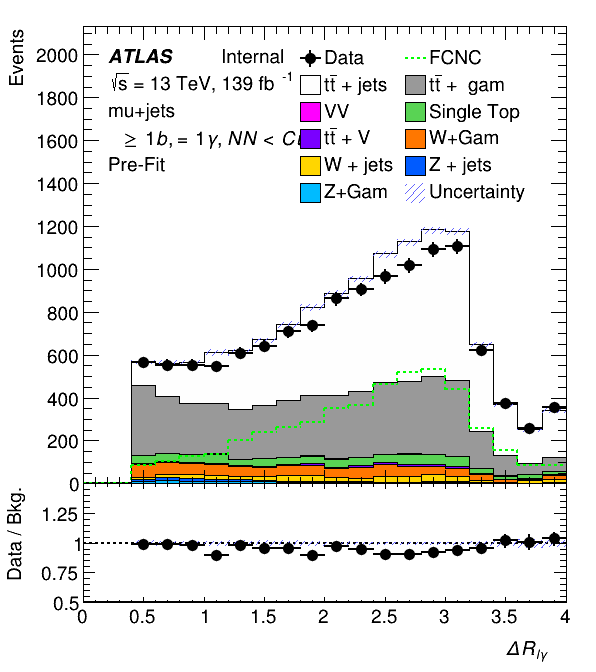 Events
2000
1800
1600
1400
1200
1000
800
600
400
200
0
ATLAS Internal
√s = 13 TeV, 139 fb -1
mu+jets
≥ 1b, = 1γ, NN <
Pre-Fit
Data FCNC
tt̄ + jets tt̄ + gam
VV Single Top
tt̄ + V W+Gam
W + jets Z + jets
Z+Gam Uncertainty
Data / Bkg.
1.25
1
0.75
0.5
0 0.5 1 1.5 2 2.5 3 3.5 4
ΔR lγ